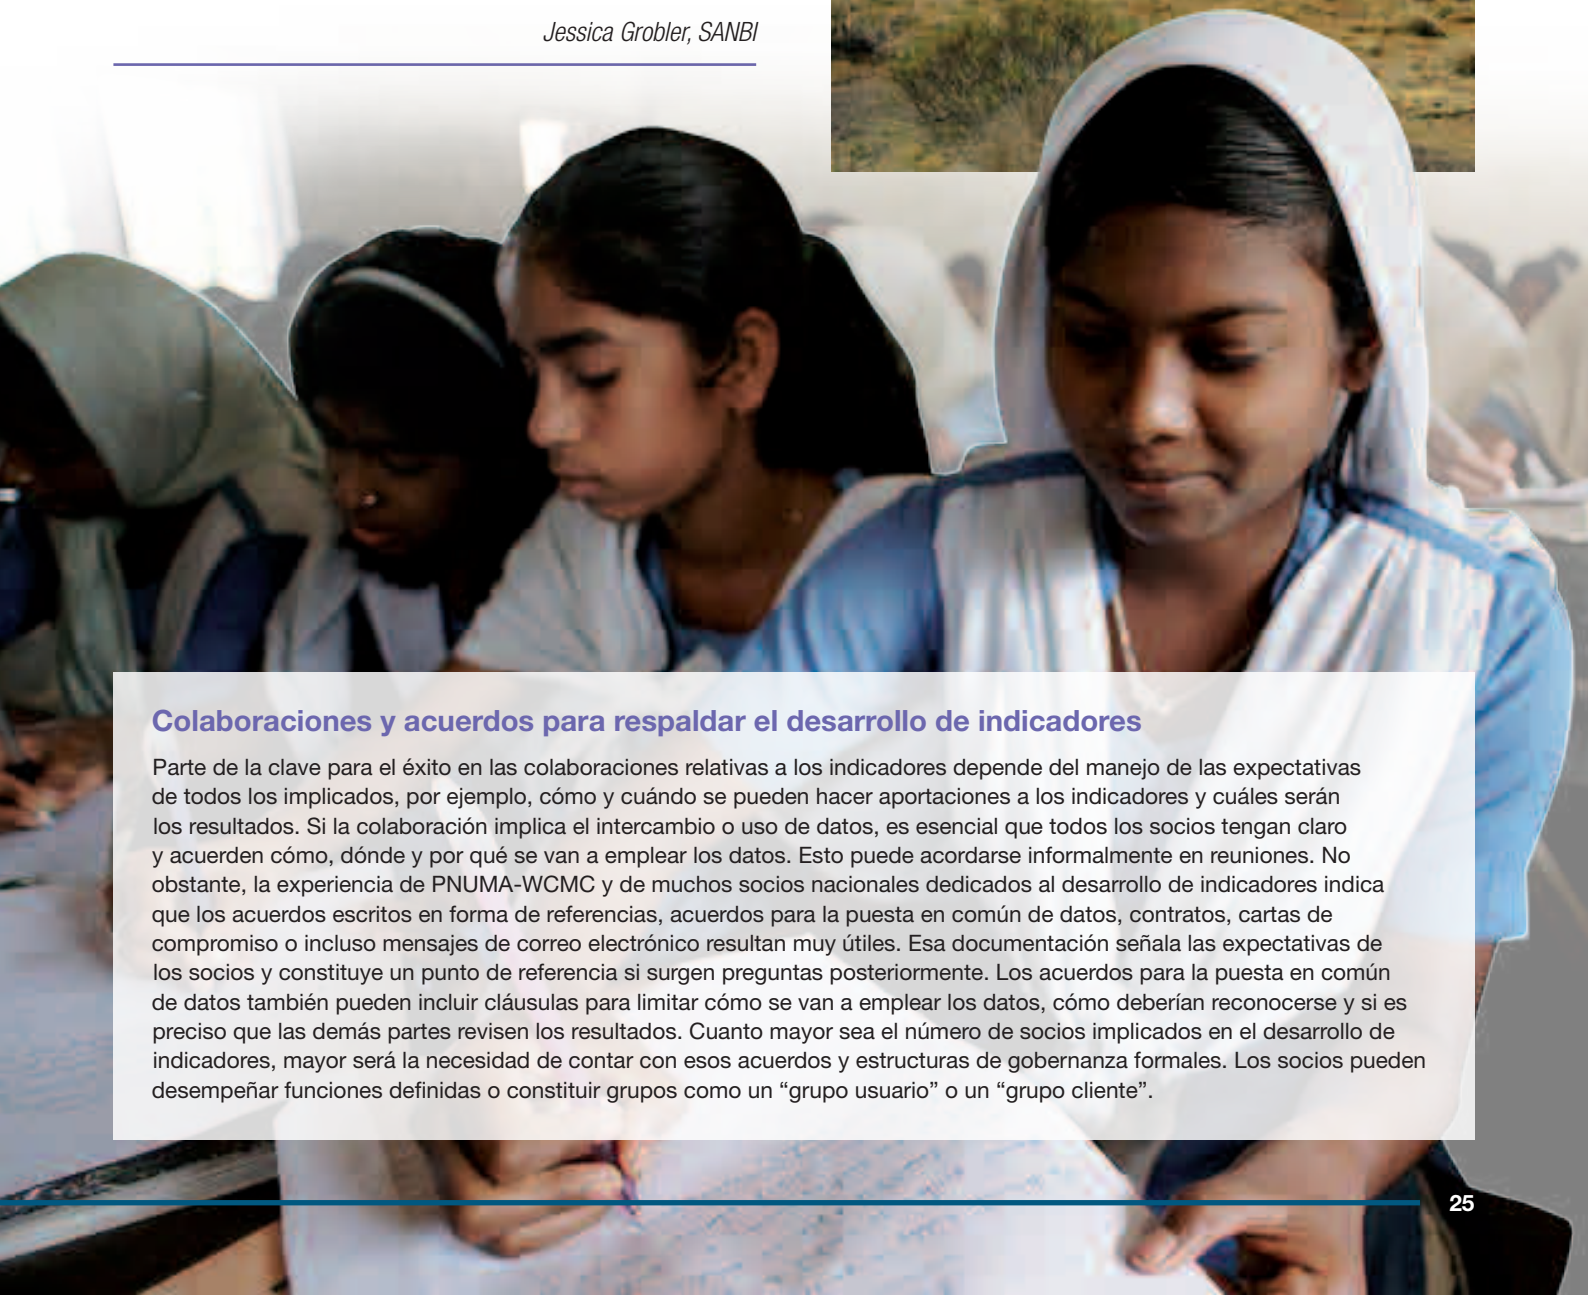 Jessica Grobler, SANBI
Colaboraciones y acuerdos para respaldar el desarrollo de indicadores
Parte de la clave para el éxito en las colaboraciones relativas a los indicadores depende del manejo de las expectativas
de todos los implicados, por ejemplo, cómo y cuándo se pueden hacer aportaciones a los indicadores y cuáles serán
los resultados. Si la colaboración implica el intercambio o uso de datos, es esencial que todos los socios tengan claro
y acuerden cómo, dónde y por qué se van a emplear los datos. Esto puede acordarse informalmente en reuniones. No
obstante, la experiencia de PNUMA-WCMC y de muchos socios nacionales dedicados al desarrollo de indicadores indica
que los acuerdos escritos en forma de referencias, acuerdos para la puesta en común de datos, contratos, cartas de
compromiso o incluso mensajes de correo electrónico resultan muy útiles. Esa documentación señala las expectativas de
los socios y constituye un punto de referencia si surgen preguntas posteriormente. Los acuerdos para la puesta en común
de datos también pueden incluir cláusulas para limitar cómo se van a emplear los datos, cómo deberían reconocerse y si es
preciso que las demás partes revisen los resultados. Cuanto mayor sea el número de socios implicados en el desarrollo de
indicadores, mayor será la necesidad de contar con esos acuerdos y estructuras de gobernanza formales. Los socios pueden
desempeñar funciones definidas o constituir grupos como un “grupo usuario” o un “grupo cliente”.
25